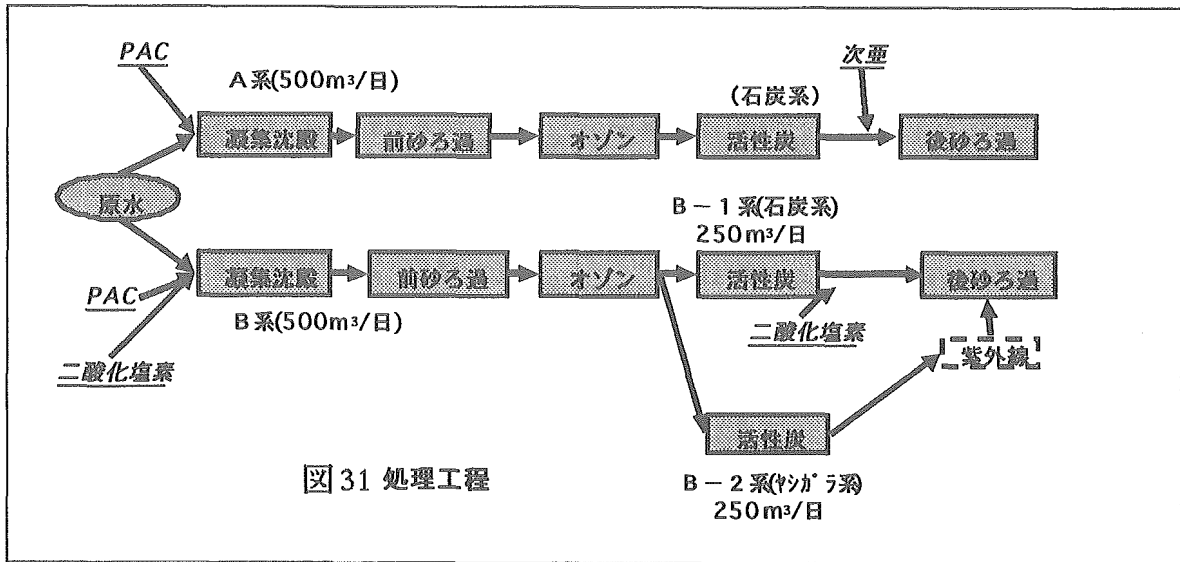 PAC
次亜
A系(500m³/日)
(石炭系)
凝集沈殿
前砂ろ過
オゾン
活性炭
後砂ろ過
原水
B－1系(石炭系)
250m³/日
凝集沈殿
前砂ろ過
オゾン
活性炭
後砂ろ過
PAC
B系(500m³/日)
二酸化塩素
二酸化塩素
紫外線
活性炭
図31 処理工程
B－2系(ﾔｼｶﾞﾗ系)
250m³/日